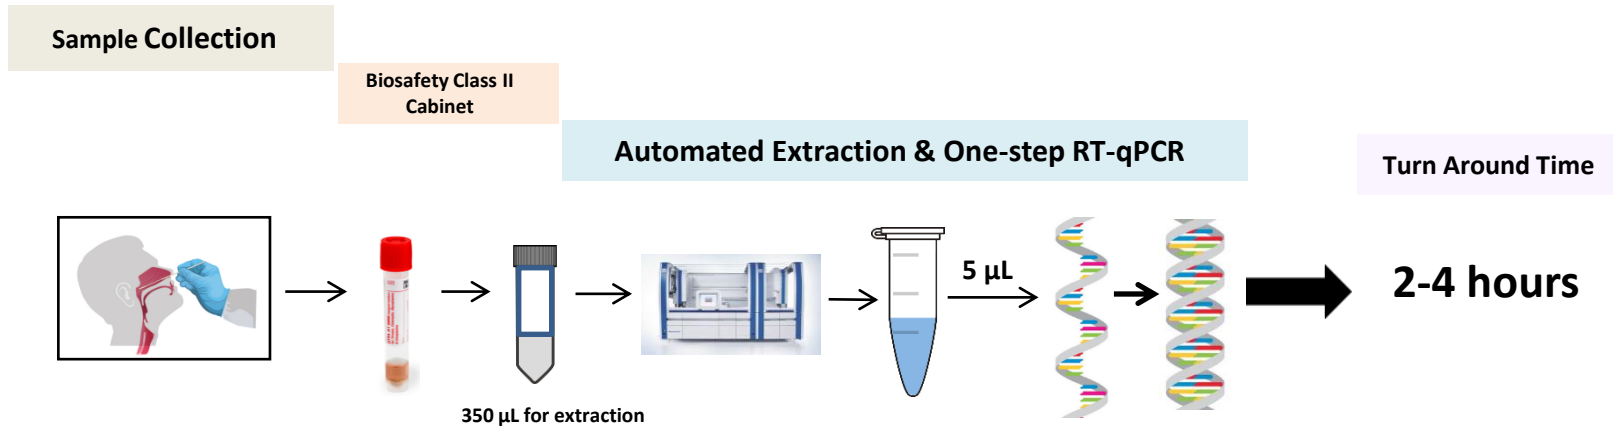 Sample Collection
Biosafety Class II
Cabinet
Automated Extraction & One-step RT-qPCR
Turn Around Time
5 µL
2-4 hours
350 µL for extraction